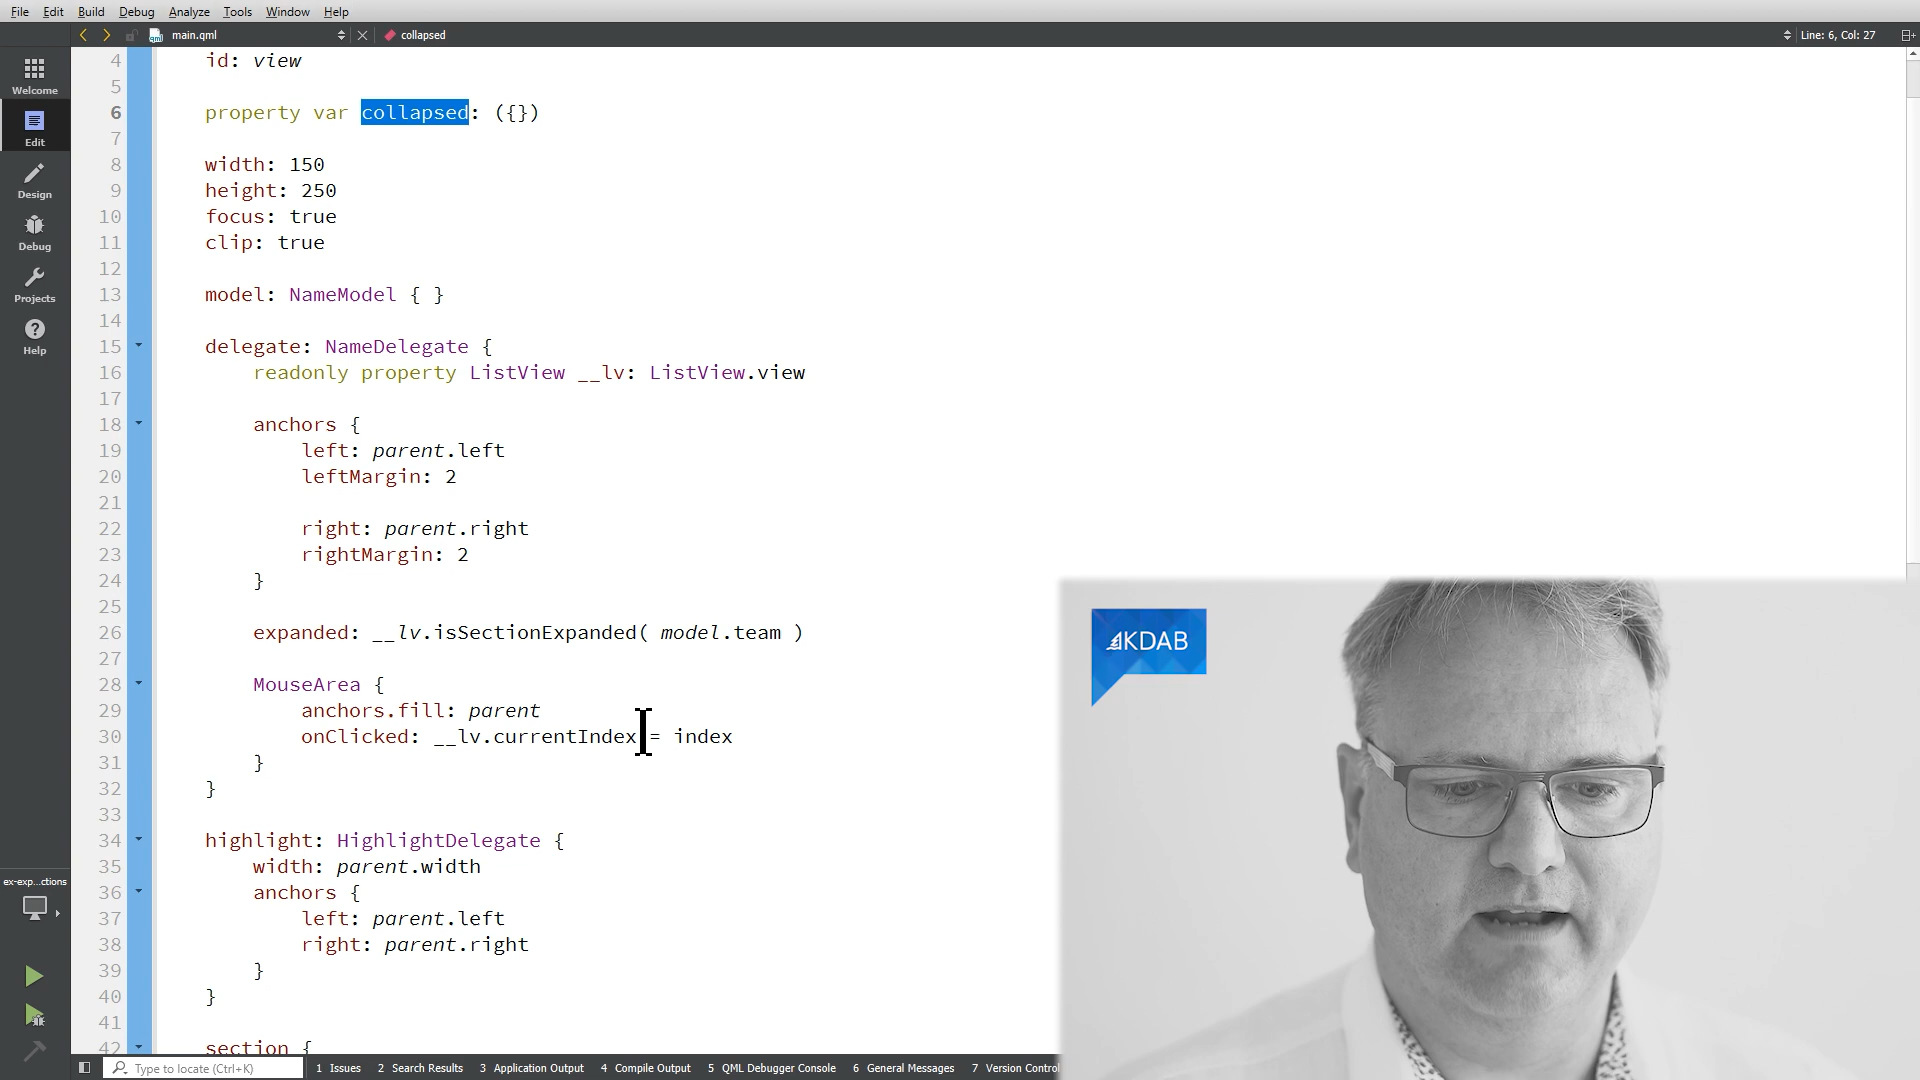 File Edit Build Debug Analyze Tools Window Help
main.qml collapsed Line: 6, Col: 27
Welcome
Edit
Design
Debug
Projects
Help
ex-exp...ctions
4 id: view
5
6 property var collapsed: ({})
7
8 width: 150
9 height: 250
10 focus: true
11 clip: true
12
13 model: NameModel { }
14
15 delegate: NameDelegate {
16 readonly property ListView __lv: ListView.view
17
18 anchors {
19 left: parent.left
20 leftMargin: 2
21
22 right: parent.right
23 rightMargin: 2
24 }
25
26 expanded: __lv.isSectionExpanded( model.team )
27
28 MouseArea {
29 anchors.fill: parent
30 onClicked: __lv.currentIndex = index
31 }
32 }
33
34 highlight: HighlightDelegate {
35 width: parent.width
36 anchors {
37 left: parent.left
38 right: parent.right
39 }
40 }
41
42 section {
KDAB
Type to locate (Ctrl+K) 1 Issues 2 Search Results 3 Application Output 4 Compile Output 5 QML Debugger Console 6 General Messages 7 Version Control